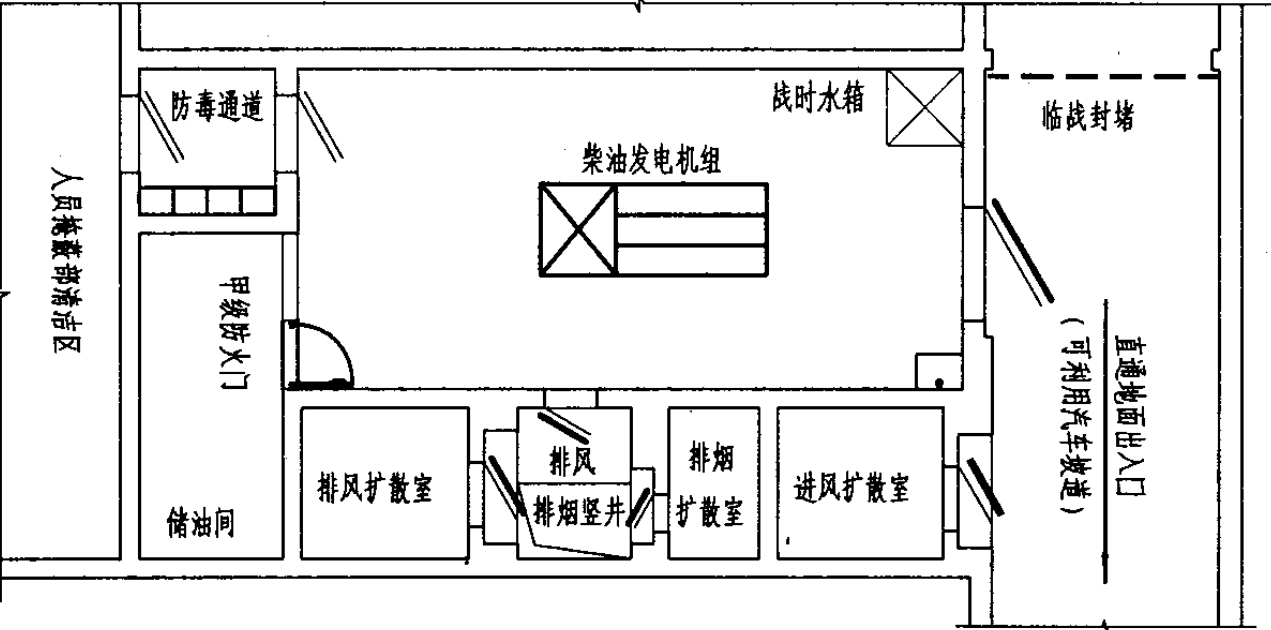 防毒通道
战时水箱
临战封堵
柴油发电机组
人员掩蔽部清洁区
甲级防火门
直通地面出入口
(可利用汽车坡道)
储油间
排风扩散室
排风
排烟竖井
排烟
扩散室
进风扩散室